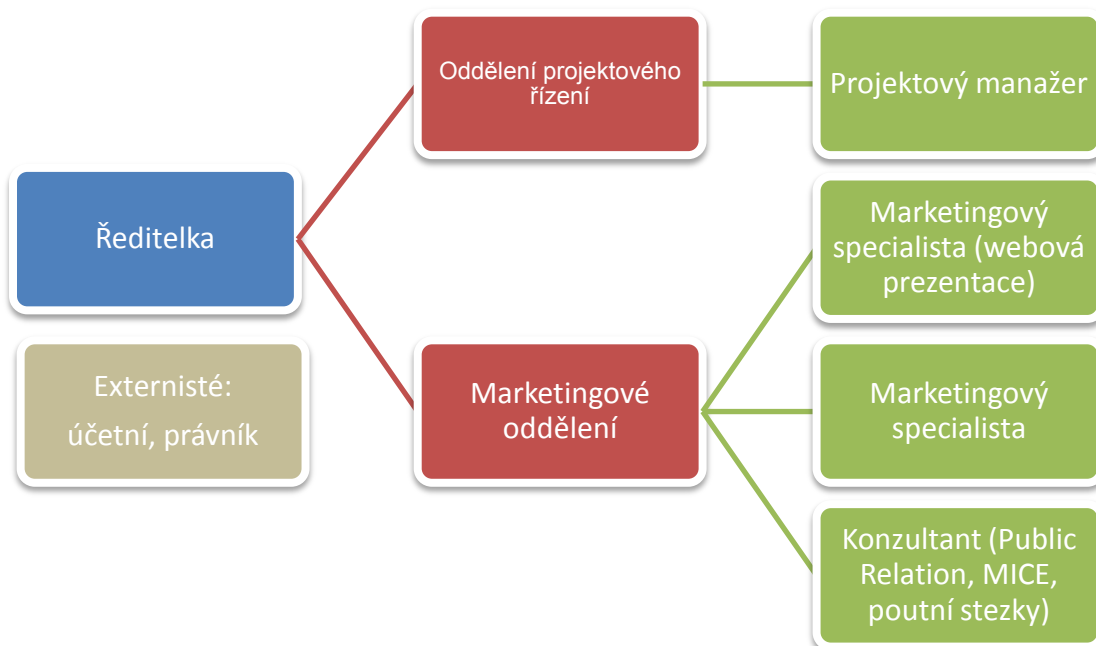 Oddělení projektového
řízení
Projektový manažer
Ředitelka
Marketingový
specialista (webová
prezentace)
Externisté:
účetní, právník
Marketingové
oddělení
Marketingový
specialista
Konzultant (Public
Relation, MICE,
poutní stezky)